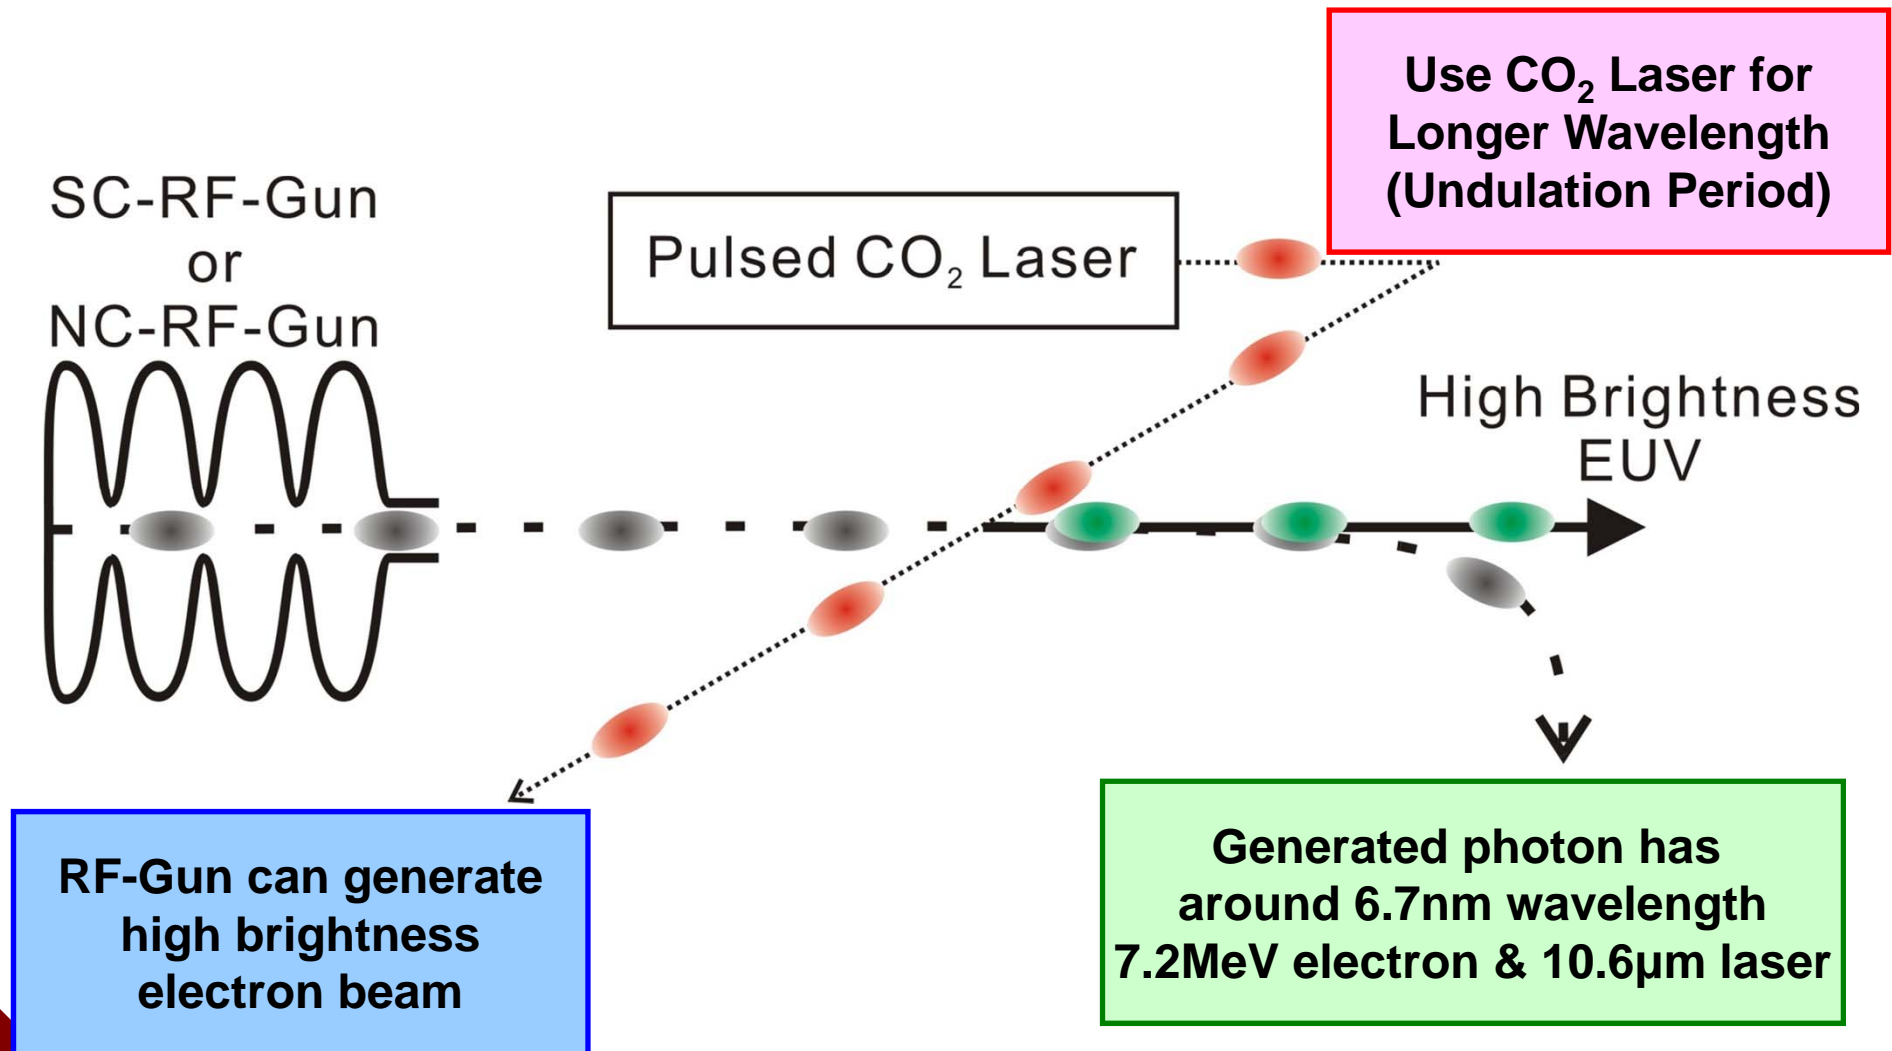 Use CO₂ Laser for
Longer Wavelength
(Undulation Period)
SC-RF-Gun
or
NC-RF-Gun
Pulsed CO₂ Laser
High Brightness
EUV
RF-Gun can generate
high brightness
electron beam
Generated photon has
around 6.7nm wavelength
7.2MeV electron & 10.6µm laser